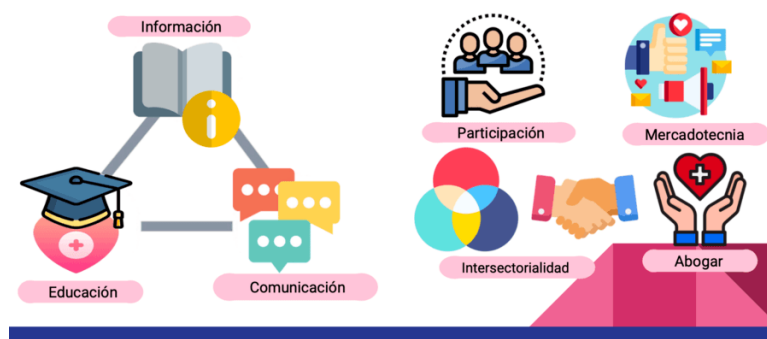 Información
Educación
Comunicación
Participación
Mercadotecnia
Intersectorialidad
Abogar